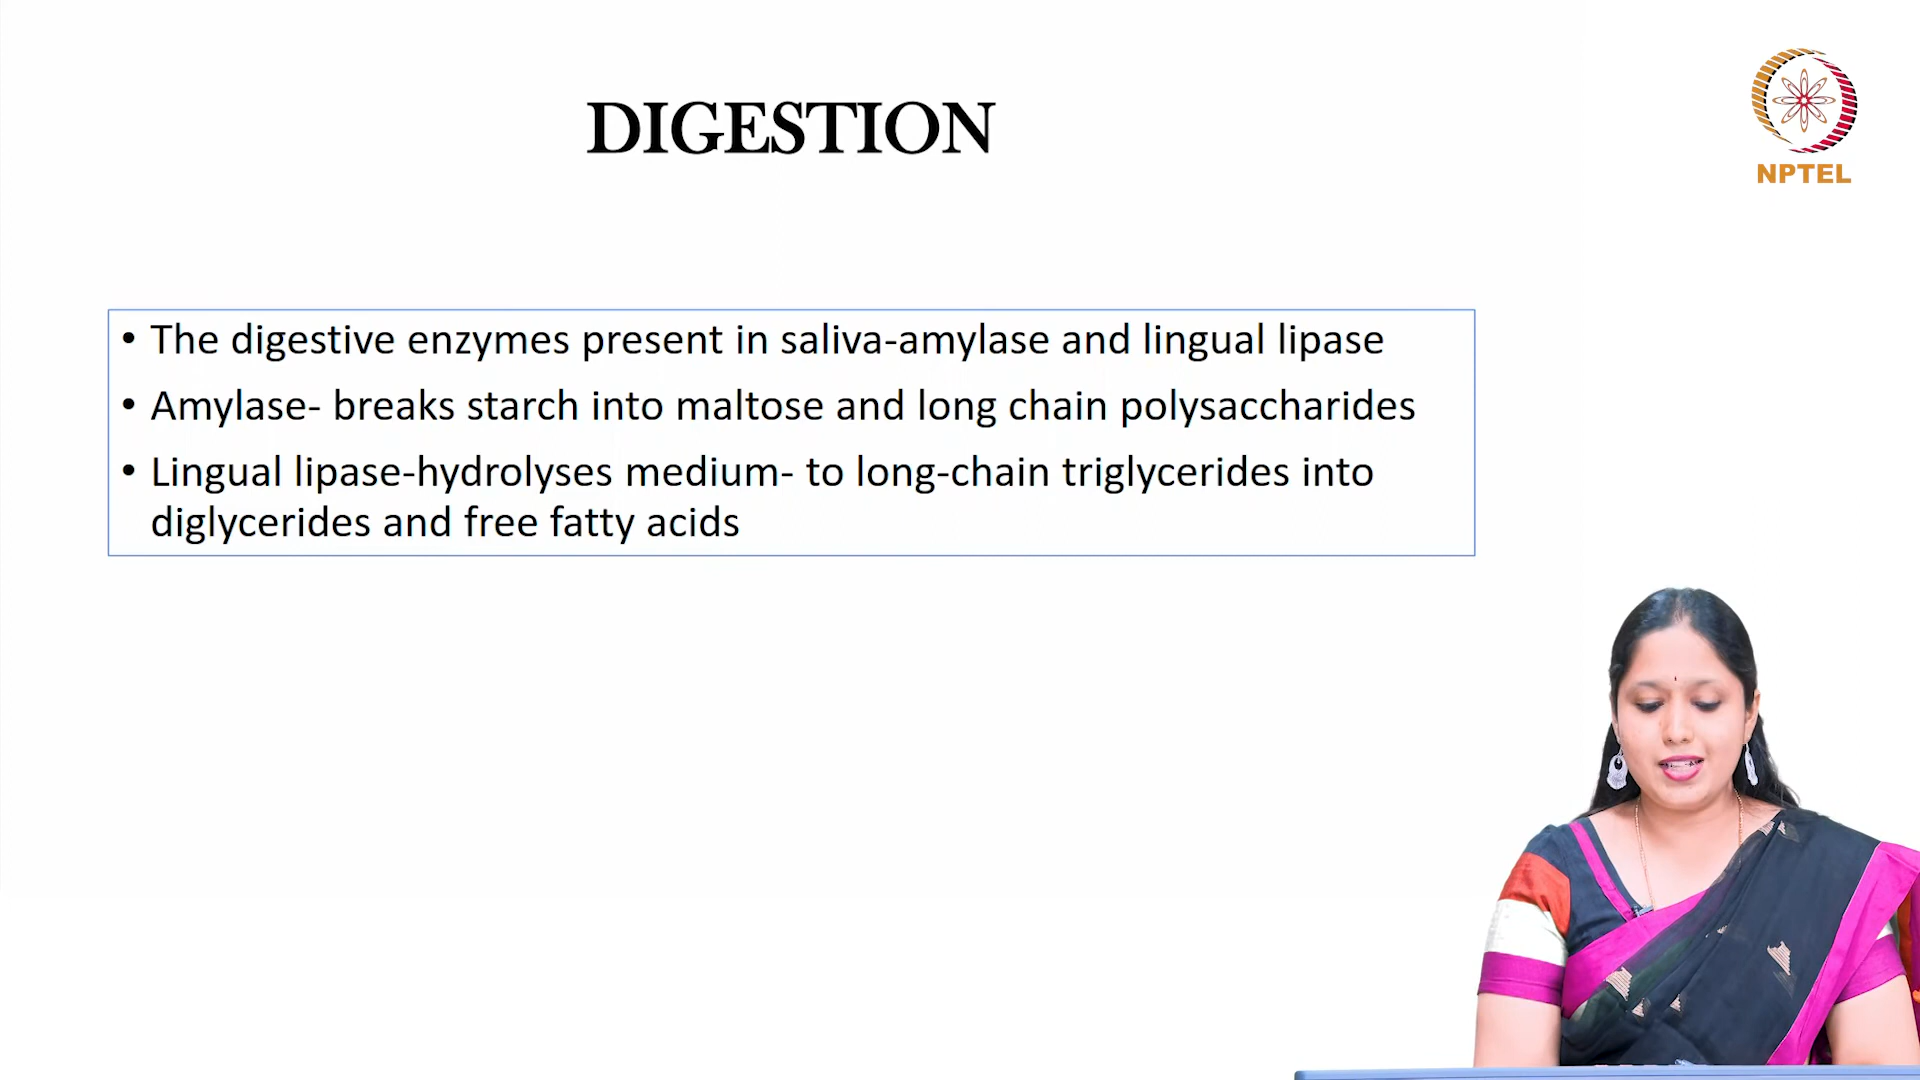 DIGESTION
NPTEL
• The digestive enzymes present in saliva-amylase and lingual lipase
• Amylase- breaks starch into maltose and long chain polysaccharides
• Lingual lipase-hydrolyses medium- to long-chain triglycerides into
diglycerides and free fatty acids